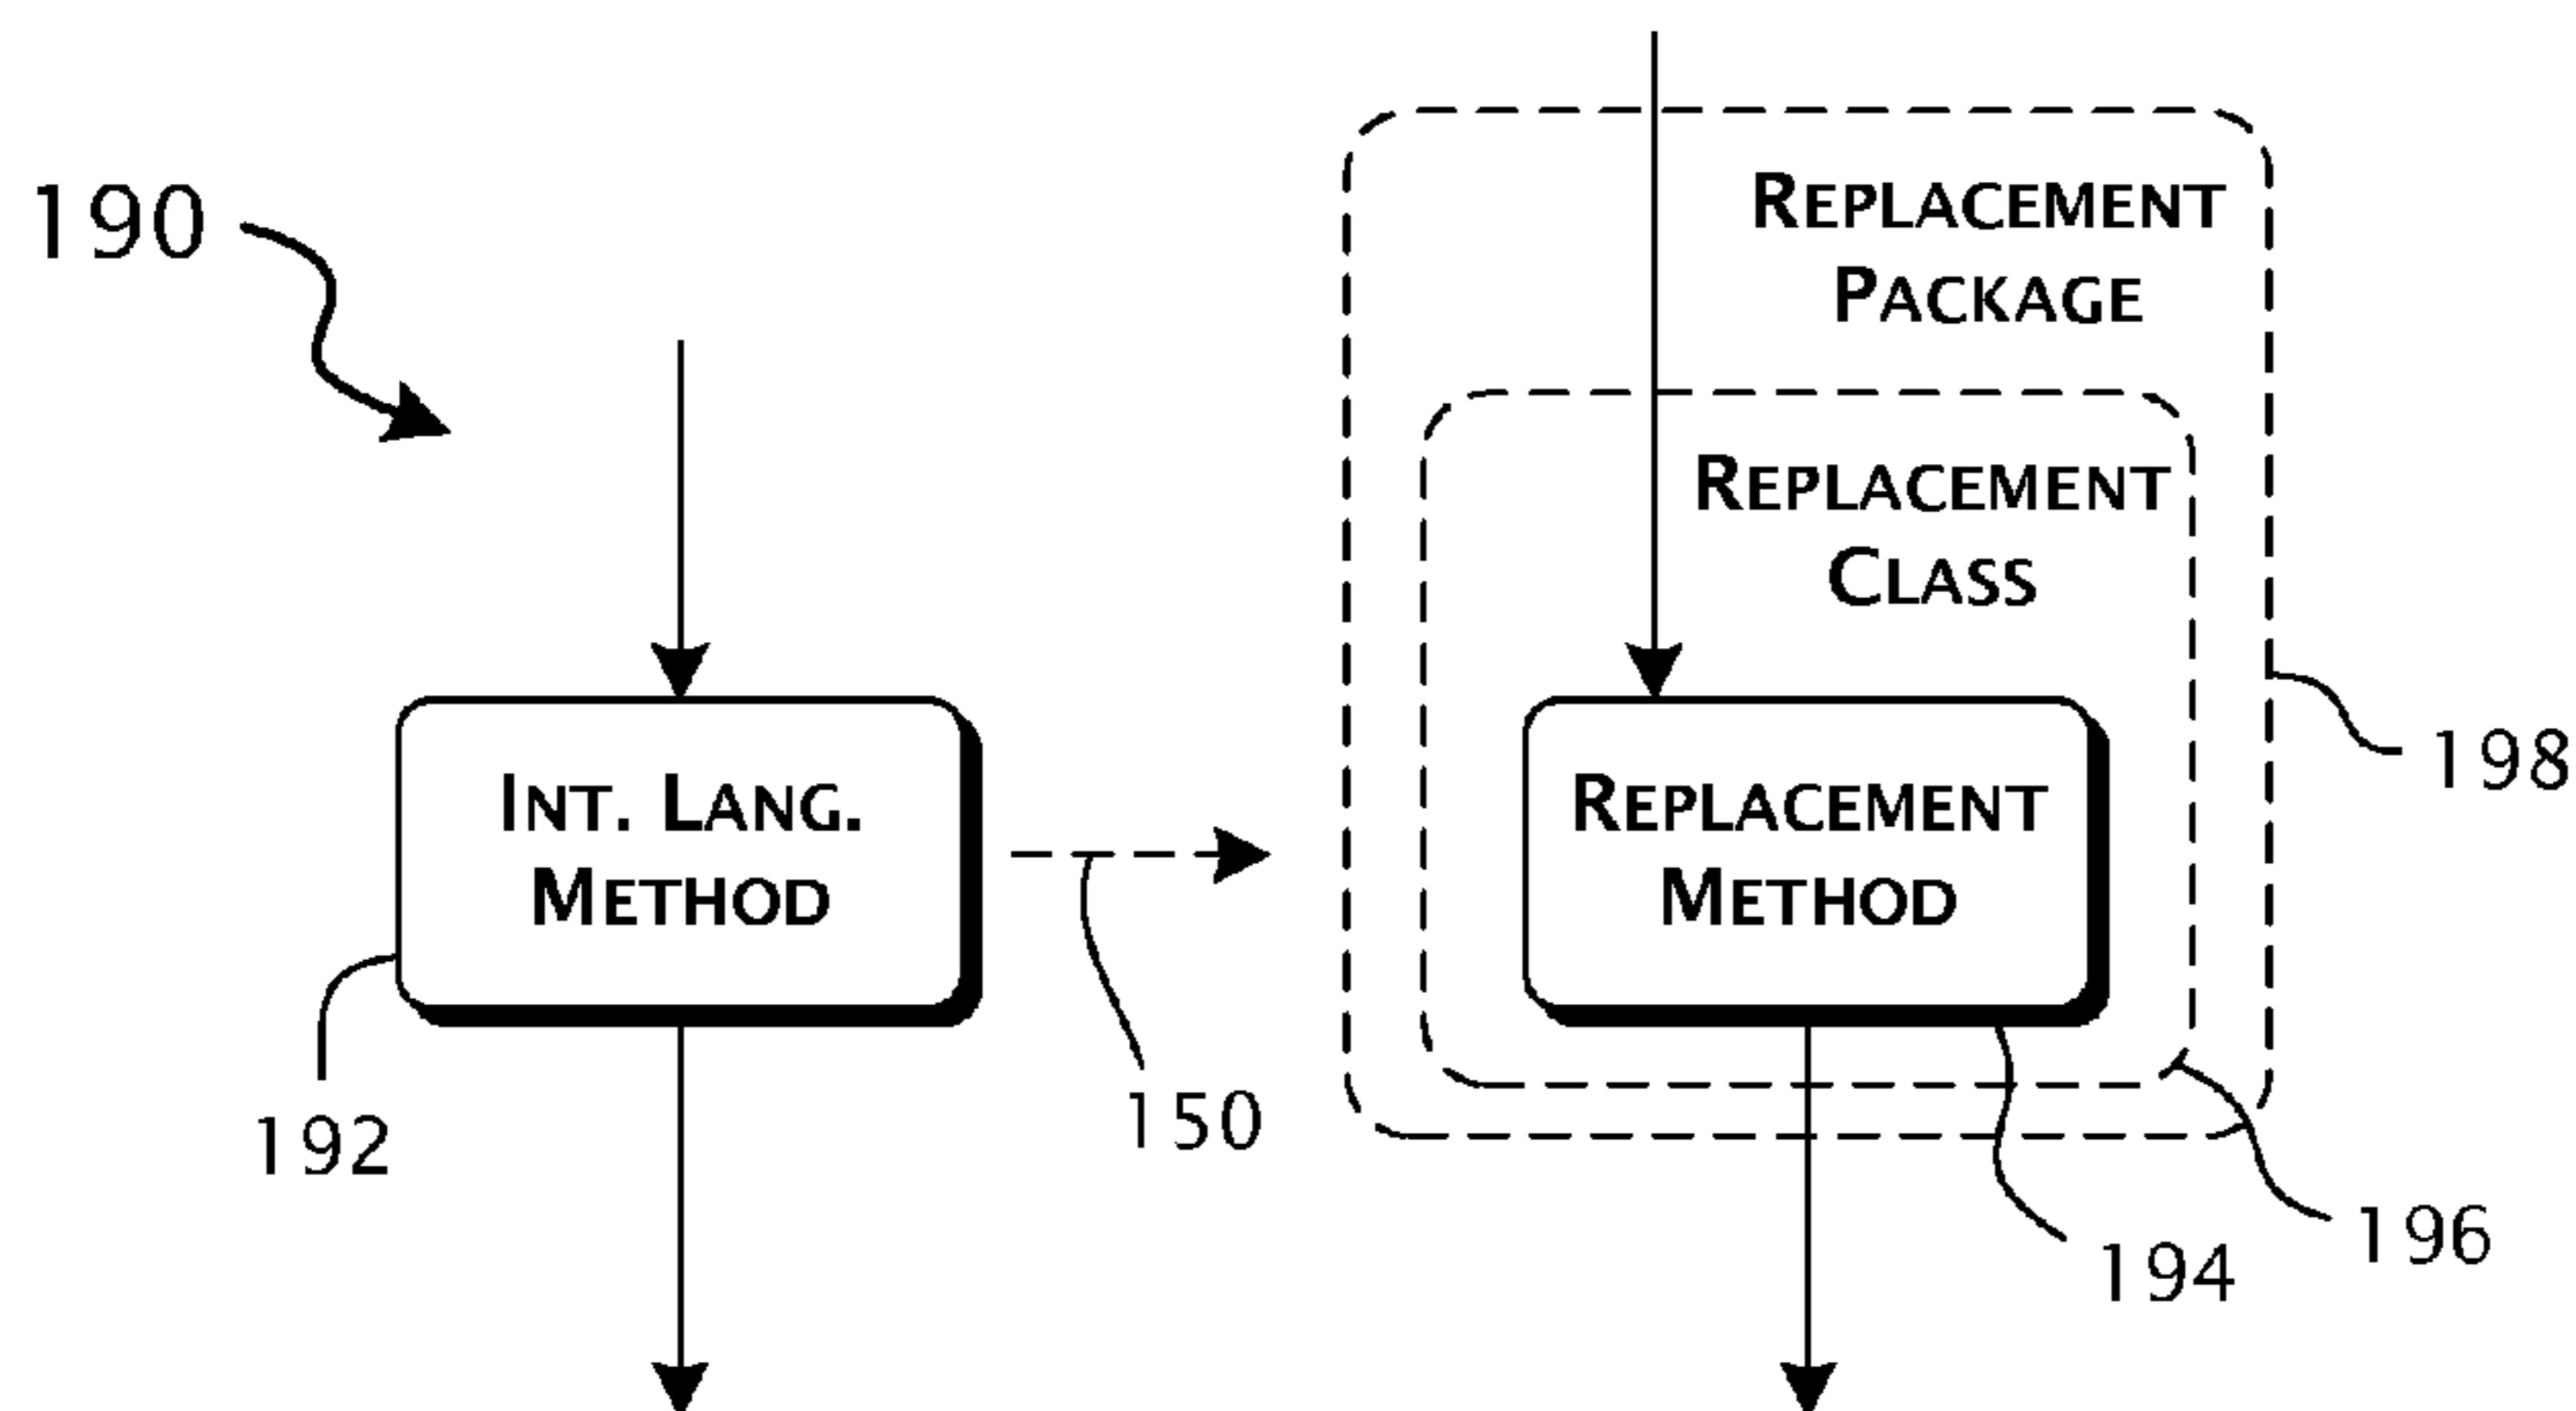 190
REPLACEMENT
PACKAGE
REPLACEMENT
CLASS
INT. LANG.
METHOD
REPLACEMENT
METHOD
198
150
192
196
194